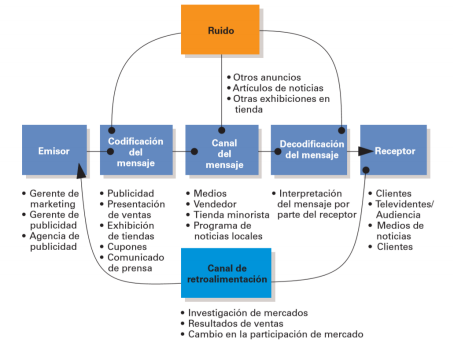 Ruido
• Otros anuncios
• Artículos de noticias
• Otras exhibiciones en
tienda
Emisor
Codificación
del
mensaje
Canal
del
mensaje
Decodificación
del mensaje
Receptor
• Gerente de
marketing
• Gerente de
publicidad
• Agencia de
publicidad
• Publicidad
• Presentación
de ventas
• Exhibición
de tiendas
• Cupones
• Comunicado
de prensa
• Medios
• Vendedor
• Tienda minorista
• Programa de
noticias locales
• Interpretación
del mensaje por
parte del receptor
• Clientes
• Televidentes/
Audiencia
• Medios de
noticias
• Clientes
Canal de
retroalimentación
• Investigación de mercados
• Resultados de ventas
• Cambio en la participación de mercado